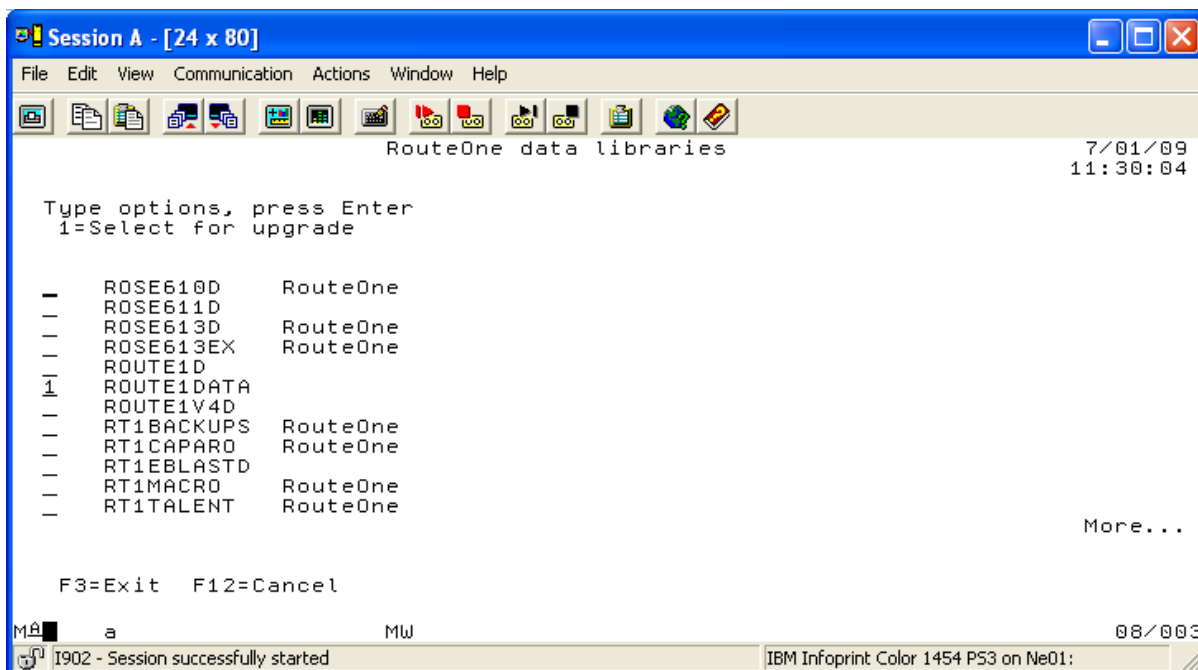 Session A - [24 x 80]
File Edit View Communication Actions Window Help
RouteOne data libraries 7/01/09
11:30:04
Type options, press Enter
1=Select for upgrade
_ ROSE610D RouteOne
_ ROSE611D
_ ROSE613D RouteOne
_ ROSE613EX RouteOne
_ ROUTE1D
1 ROUTE1DATA
_ ROUTE1V4D
_ RT1BACKUPS RouteOne
_ RT1CAPARO RouteOne
_ RT1EBLASTD
_ RT1MACRO RouteOne
_ RT1TALENT RouteOne
More...
F3=Exit F12=Cancel
MA a MW 08/003
I902 - Session successfully started IBM Infoprint Color 1454 PS3 on Ne01: